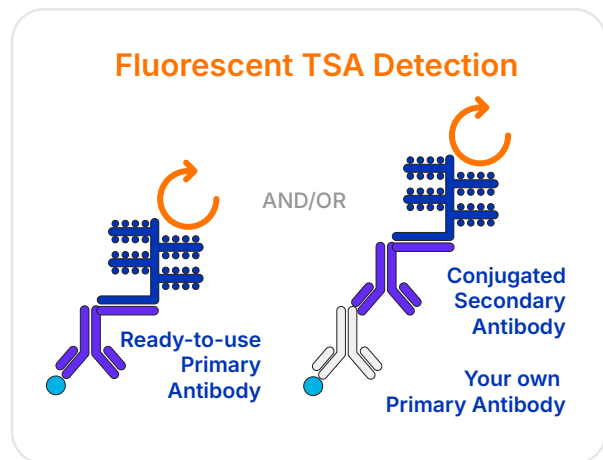 Fluorescent TSA Detection
AND/OR
Ready-to-use
Primary
Antibody
Conjugated
Secondary
Antibody
Your own
Primary Antibody